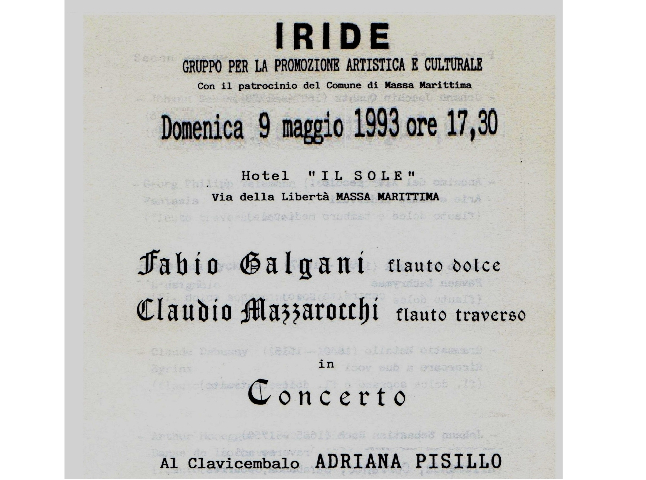 IRIDE
GRUPPO PER LA PROMOZIONE ARTISTICA E CULTURALE
Con il patrocinio del Comune di Massa Marittima
Domenica 9 maggio 1993 ore 17,30
Hotel "IL SOLE"
Via della Libertà MASSA MARITTIMA
Fabio Galgani flauto dolce
Claudio Mazzarocchi flauto traverso
in
Concerto
Al Clavicembalo ADRIANA PISILLO